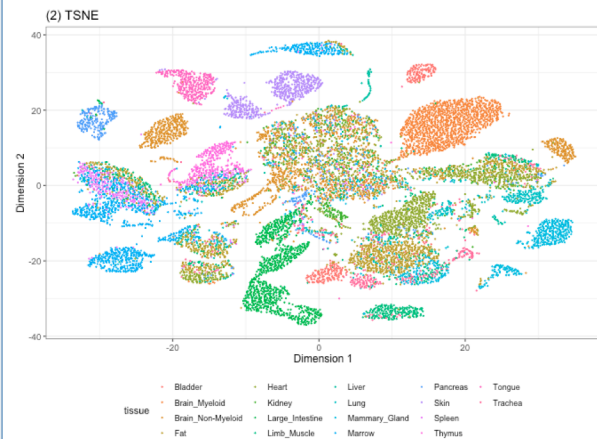 (2) TSNE
40
20
0
-20
-40
Dimension 2
-20 0 20
Dimension 1
tissue
Bladder Heart Liver Pancreas Tongue
Brain_Myeloid Kidney Lung Skin Trachea
Brain_Non-Myeloid Large_Intestine Mammary_Gland Spleen
Fat Limb_Muscle Marrow Thymus